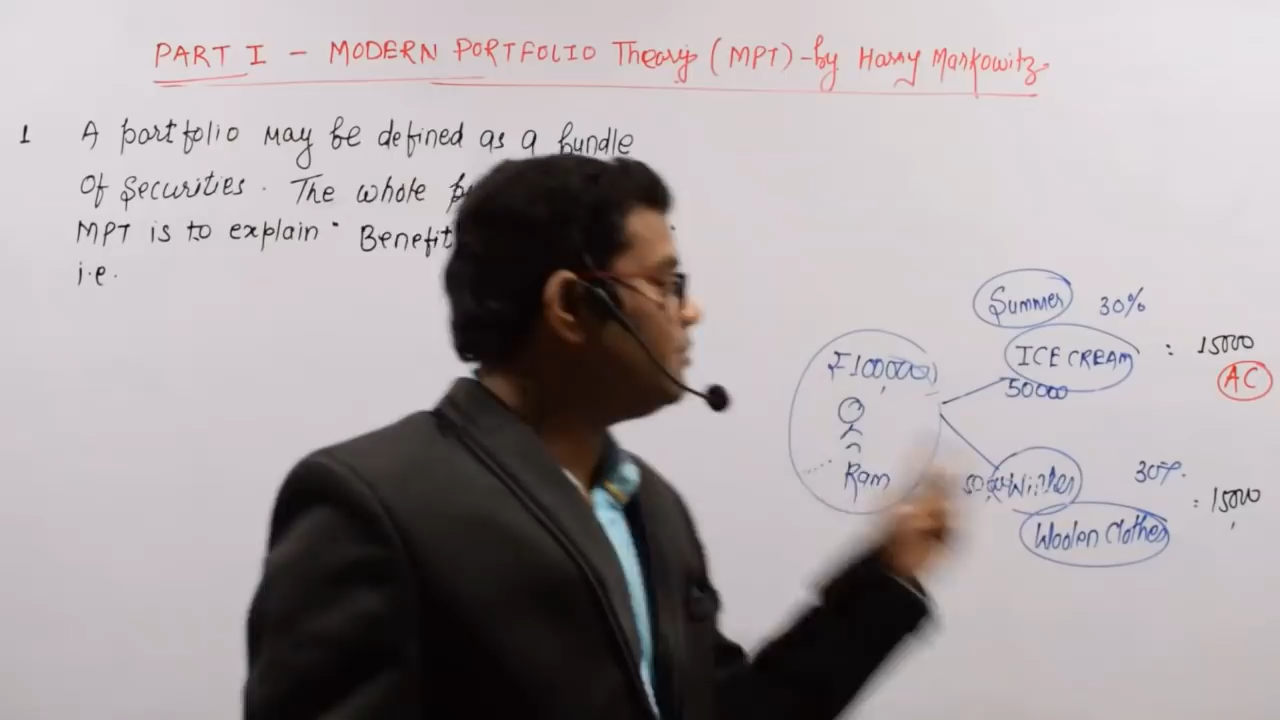 PART I - MODERN PORTFOLIO Theory (MPT) - by Harry Markowitz
1 A portfolio may be defined as a bundle
Of Securities. The whole
MPT is to explain " Benefit
i.e.
Summer 30%
ICE CREAM : 15000
50000
AC
₹100000
Ram
Winter 30%
= 15000
Woolen Clothes